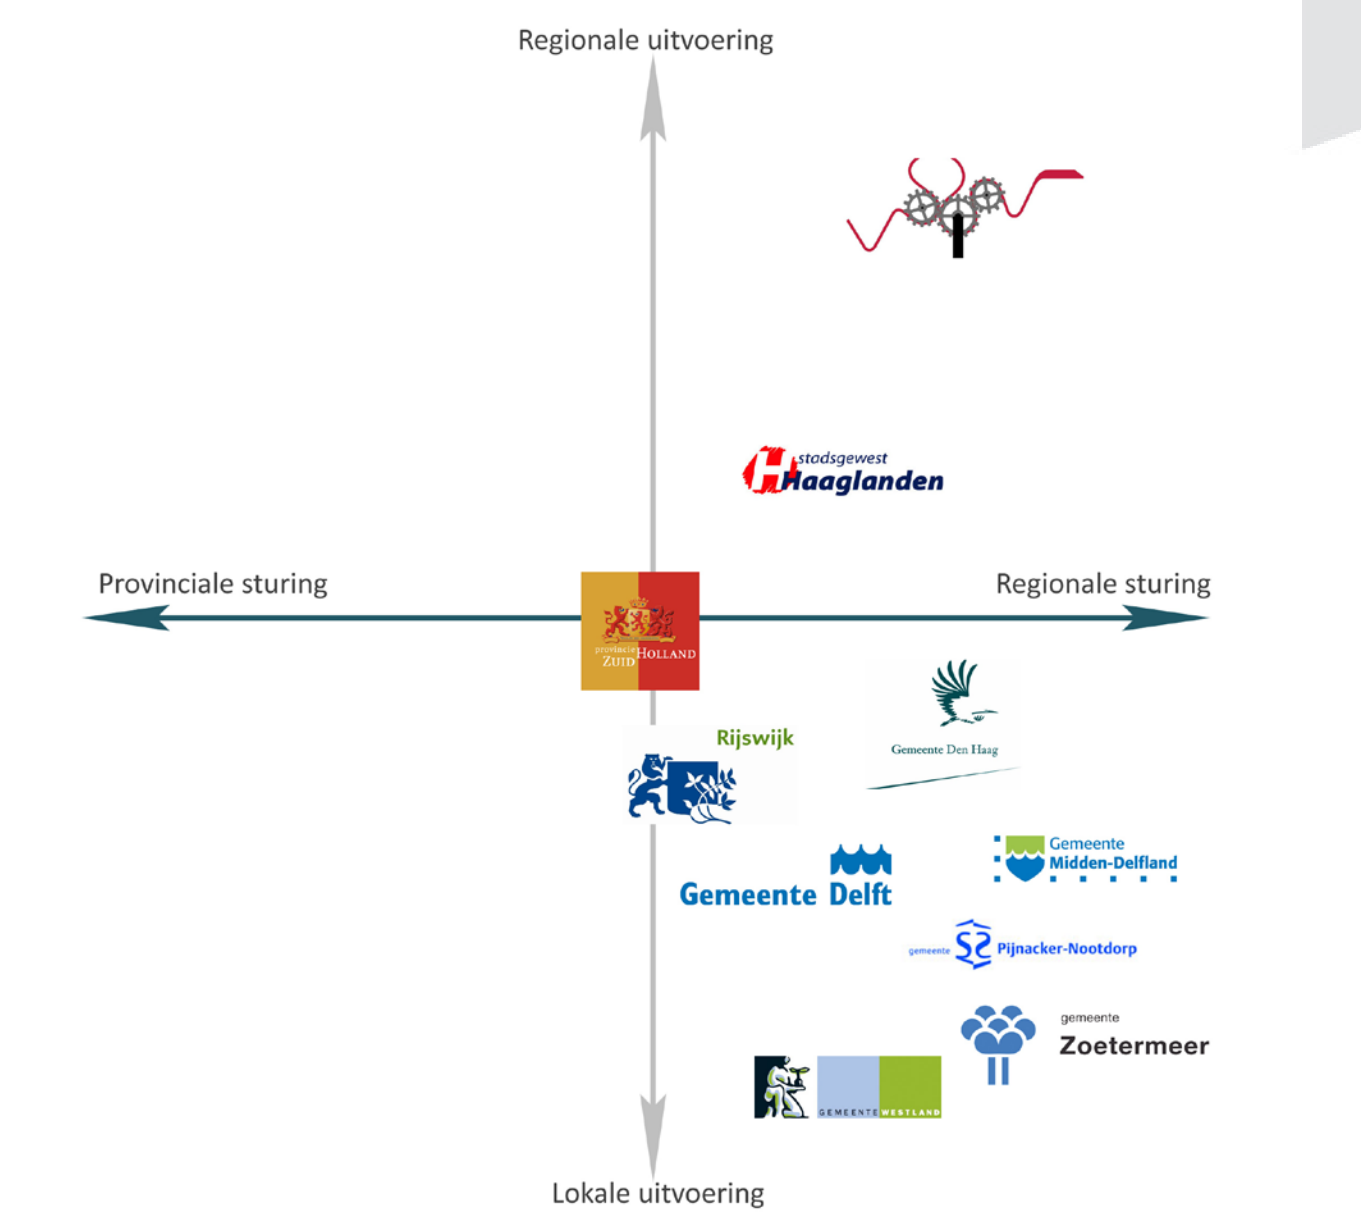 Regionale uitvoering
stadsgewest
Haaglanden
Provinciale sturing
Regionale sturing
provincie HOLLAND
ZUID
Gemeente Den Haag
Rijswijk
Gemeente
Midden-Delfland
Gemeente Delft
gemeente Pijnacker-Nootdorp
gemeente
Zoetermeer
GEMEENTE WESTLAND
Lokale uitvoering